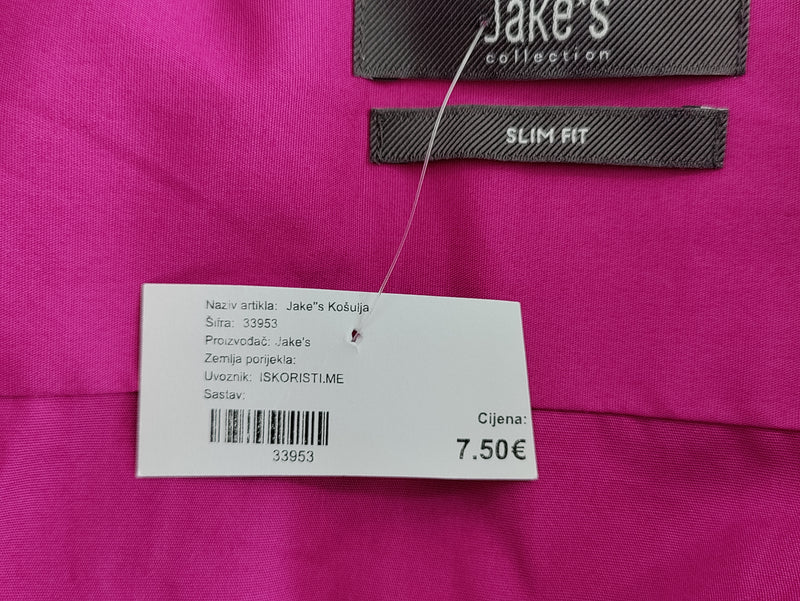 Jake*s
collection
SLIM FIT
Naziv artikla: Jake"s Košulja
Šifra: 33953
Proizvođač: Jake's
Zemlja porijekla:
Uvoznik: ISKORISTI.ME
Sastav:
33953
Cijena:
7.50€